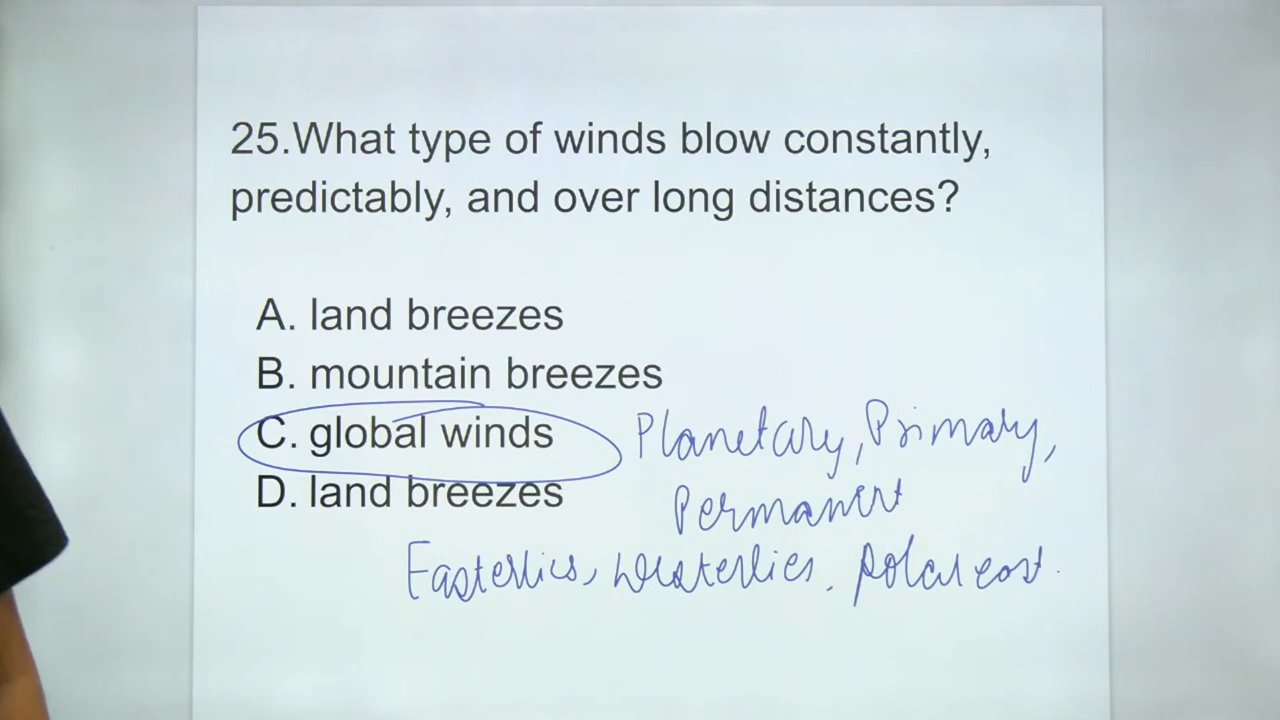 25.What type of winds blow constantly,
predictably, and over long distances?
A. land breezes
B. mountain breezes
C. global winds
Planetary, Primary,
Permanent
D. land breezes
Easterlies, Westerlies, polar east.